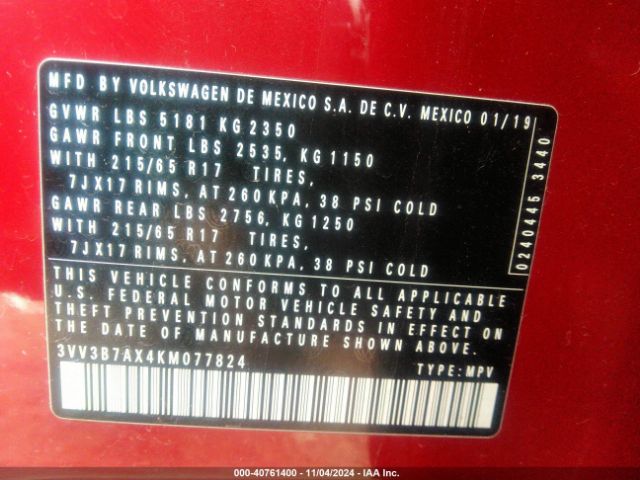 MFD BY VOLKSWAGEN DE MEXICO S.A. DE C.V. MEXICO 01/19
GVWR LBS 5181 KG 2350
GAWR FRONT LBS 2535, KG 1150
WITH 215/65 R17 TIRES,
7JX17 RIMS, AT 260KPA, 38 PSI COLD
GAWR REAR LBS 2756, KG 1250
WITH 215/65 R17 TIRES,
7JX17 RIMS, AT 260KPA, 38 PSI COLD
0240445 3440
THIS VEHICLE CONFORMS TO ALL APPLICABLE
U.S. FEDERAL MOTOR VEHICLE SAFETY AND
THEFT PREVENTION STANDARDS IN EFFECT ON
THE DATE OF MANUFACTURE SHOWN ABOVE
3VV3B7AX4KM077824
TYPE: MPV
000-40761400 - 11/04/2024 - IAA Inc.